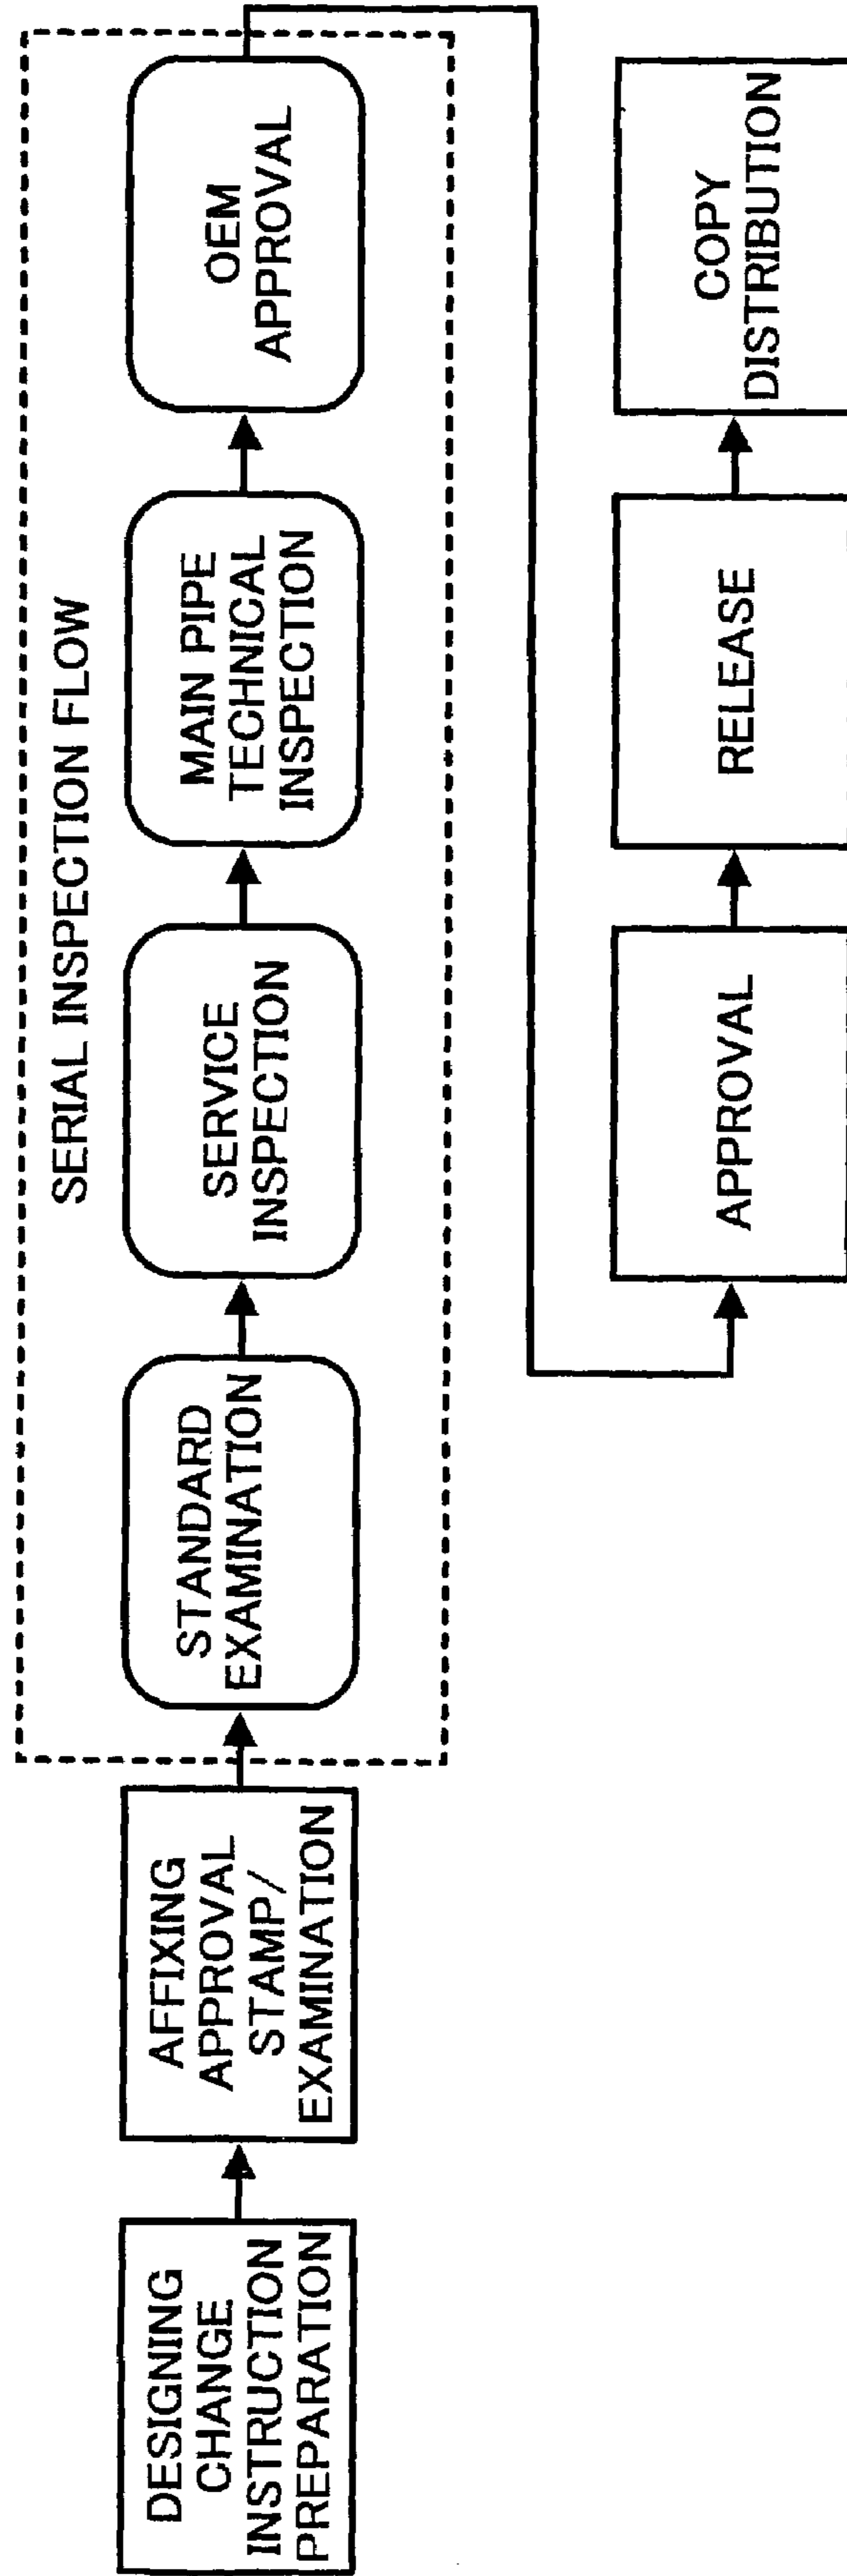 DESIGNING
CHANGE
INSTRUCTION
PREPARATION
AFFIXING
APPROVAL
STAMP/
EXAMINATION
SERIAL INSPECTION FLOW
STANDARD
EXAMINATION
SERVICE
INSPECTION
MAIN PIPE
TECHNICAL
INSPECTION
OEM
APPROVAL
APPROVAL
RELEASE
COPY
DISTRIBUTION